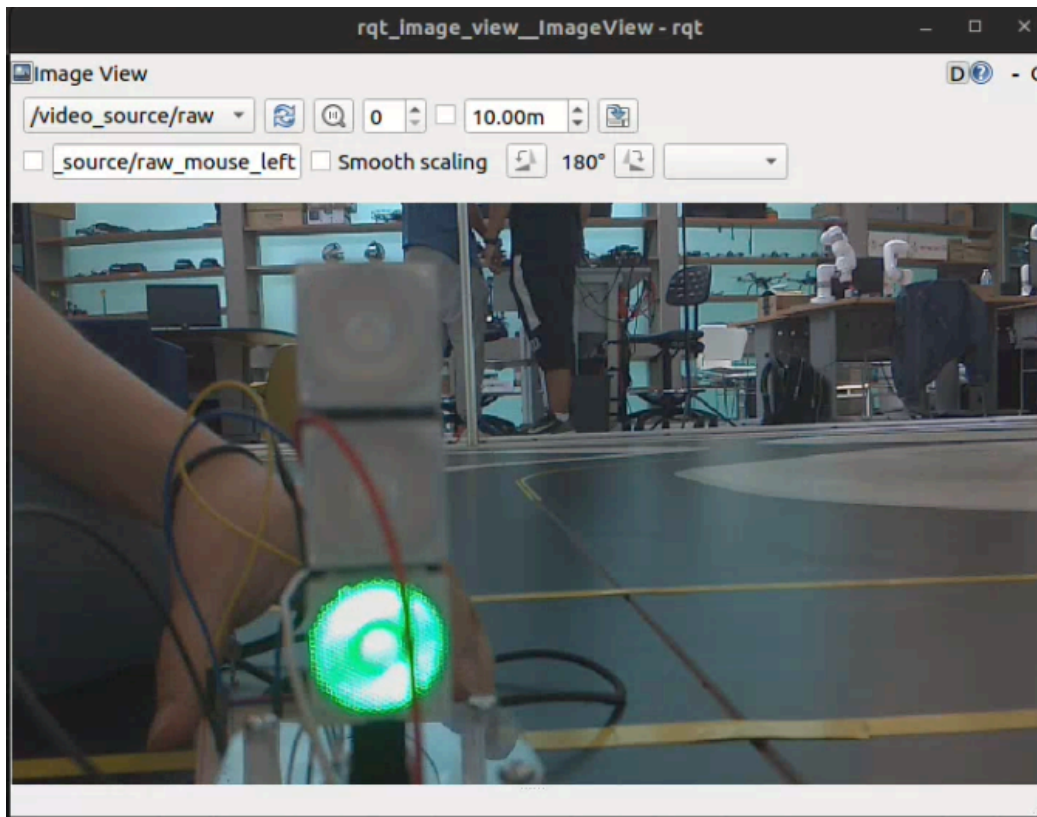 rqt_image_view__ImageView - rqt
Image View
D
/video_source/raw
0
10.00m
_source/raw_mouse_left
Smooth scaling
180°